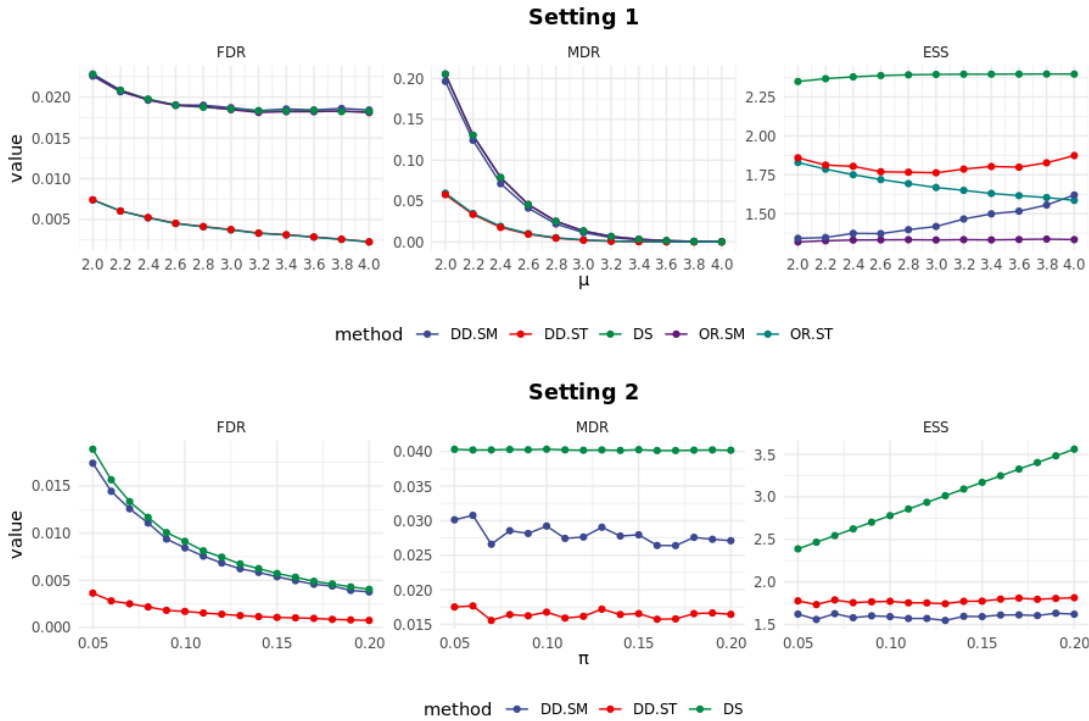 Setting 1
FDR MDR ESS
value
0.020
0.015
0.010
0.005
0.20
0.15
0.10
0.05
0.00
2.25
2.00
1.75
1.50
2.0 2.2 2.4 2.6 2.8 3.0 3.2 3.4 3.6 3.8 4.0 2.0 2.2 2.4 2.6 2.8 3.0 3.2 3.4 3.6 3.8 4.0 2.0 2.2 2.4 2.6 2.8 3.0 3.2 3.4 3.6 3.8 4.0
μ
method DD.SM DD.ST DS OR.SM OR.ST
Setting 2
FDR MDR ESS
value
0.015
0.010
0.005
0.000
0.040
0.035
0.030
0.025
0.020
0.015
3.5
3.0
2.5
2.0
1.5
0.05 0.10 0.15 0.20 0.05 0.10 0.15 0.20 0.05 0.10 0.15 0.20
π
method DD.SM DD.ST DS